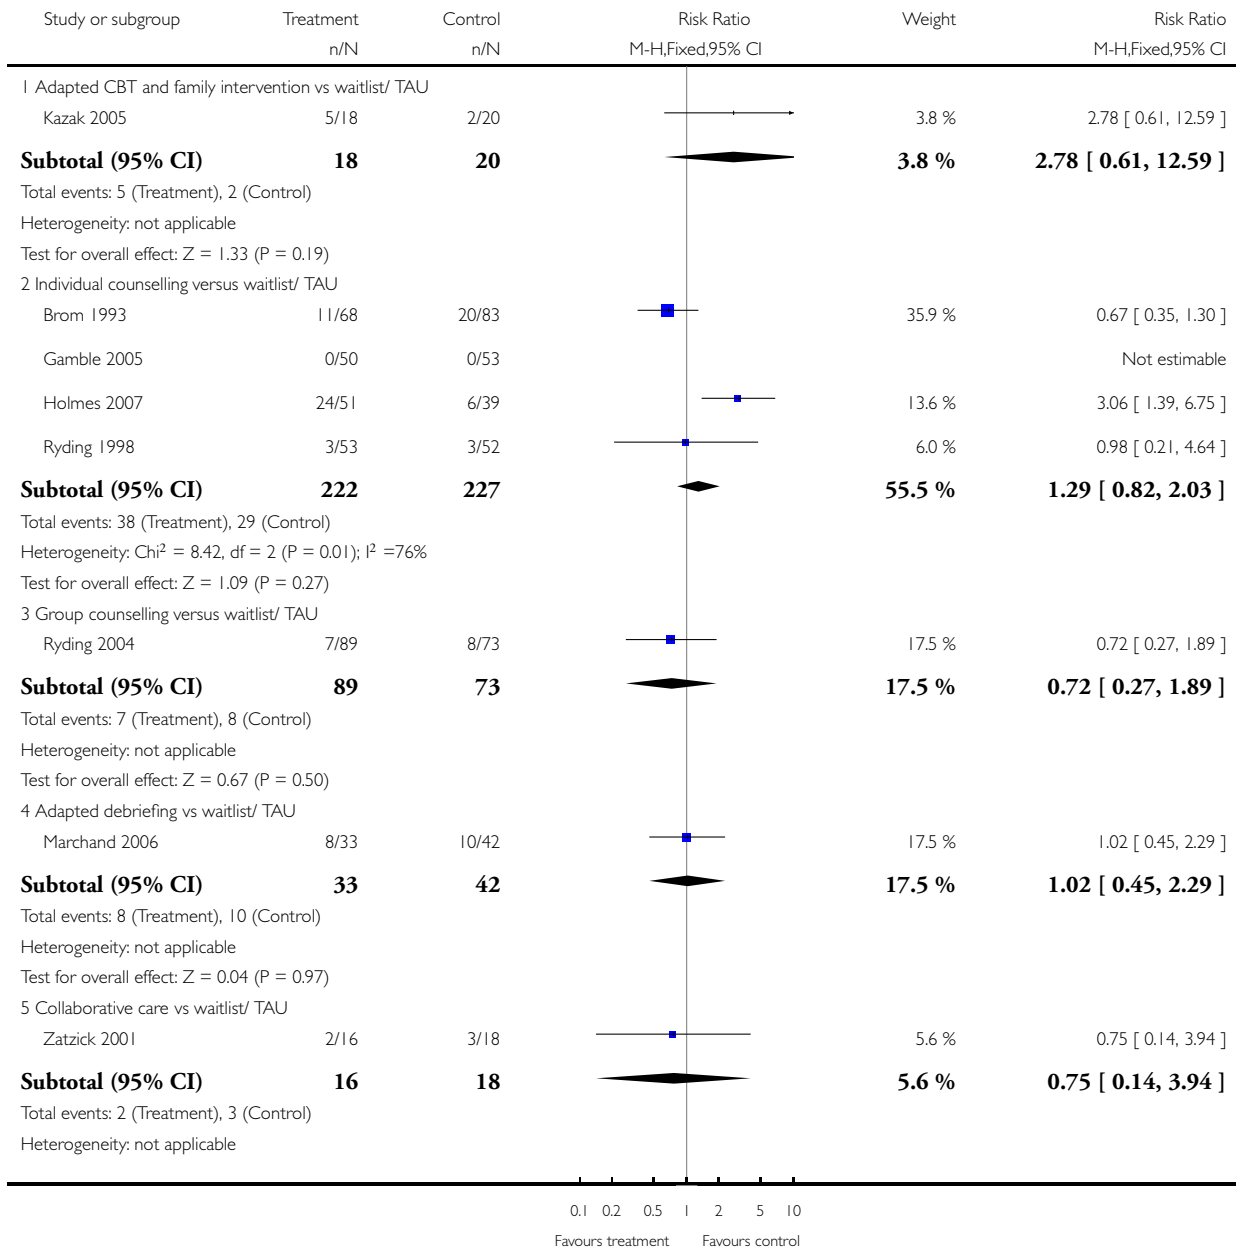 Study or subgroup Treatment Control Risk Ratio Weight Risk Ratio
n/N n/N M-H,Fixed,95% CI M-H,Fixed,95% CI
1 Adapted CBT and family intervention vs waitlist/ TAU
Kazak 2005 5/18 2/20 3.8 % 2.78 [ 0.61, 12.59 ]
Subtotal (95% CI) 18 20 3.8 % 2.78 [ 0.61, 12.59 ]
Total events: 5 (Treatment), 2 (Control)
Heterogeneity: not applicable
Test for overall effect: Z = 1.33 (P = 0.19)
2 Individual counselling versus waitlist/ TAU
Brom 1993 11/68 20/83 35.9 % 0.67 [ 0.35, 1.30 ]
Gamble 2005 0/50 0/53 Not estimable
Holmes 2007 24/51 6/39 13.6 % 3.06 [ 1.39, 6.75 ]
Ryding 1998 3/53 3/52 6.0 % 0.98 [ 0.21, 4.64 ]
Subtotal (95% CI) 222 227 55.5 % 1.29 [ 0.82, 2.03 ]
Total events: 38 (Treatment), 29 (Control)
Heterogeneity: Chi² = 8.42, df = 2 (P = 0.01); I² =76%
Test for overall effect: Z = 1.09 (P = 0.27)
3 Group counselling versus waitlist/ TAU
Ryding 2004 7/89 8/73 17.5 % 0.72 [ 0.27, 1.89 ]
Subtotal (95% CI) 89 73 17.5 % 0.72 [ 0.27, 1.89 ]
Total events: 7 (Treatment), 8 (Control)
Heterogeneity: not applicable
Test for overall effect: Z = 0.67 (P = 0.50)
4 Adapted debriefing vs waitlist/ TAU
Marchand 2006 8/33 10/42 17.5 % 1.02 [ 0.45, 2.29 ]
Subtotal (95% CI) 33 42 17.5 % 1.02 [ 0.45, 2.29 ]
Total events: 8 (Treatment), 10 (Control)
Heterogeneity: not applicable
Test for overall effect: Z = 0.04 (P = 0.97)
5 Collaborative care vs waitlist/ TAU
Zatzick 2001 2/16 3/18 5.6 % 0.75 [ 0.14, 3.94 ]
Subtotal (95% CI) 16 18 5.6 % 0.75 [ 0.14, 3.94 ]
Total events: 2 (Treatment), 3 (Control)
Heterogeneity: not applicable
0.1 0.2 0.5 1 2 5 10
Favours treatment Favours control